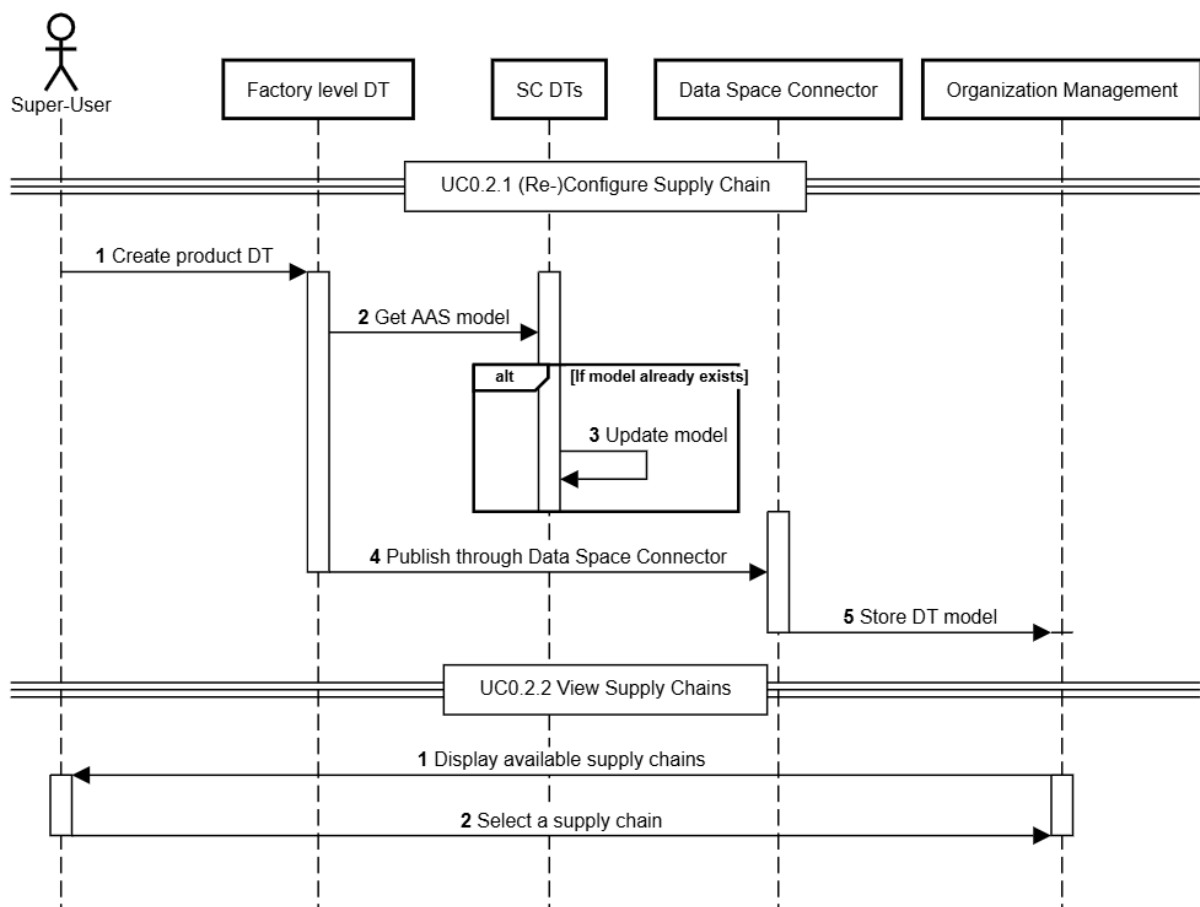 Super-User
Factory level DT
SC DTs
Data Space Connector
Organization Management
UC0.2.1 (Re-)Configure Supply Chain
1 Create product DT
2 Get AAS model
alt
[If model already exists]
3 Update model
4 Publish through Data Space Connector
5 Store DT model
UC0.2.2 View Supply Chains
1 Display available supply chains
2 Select a supply chain